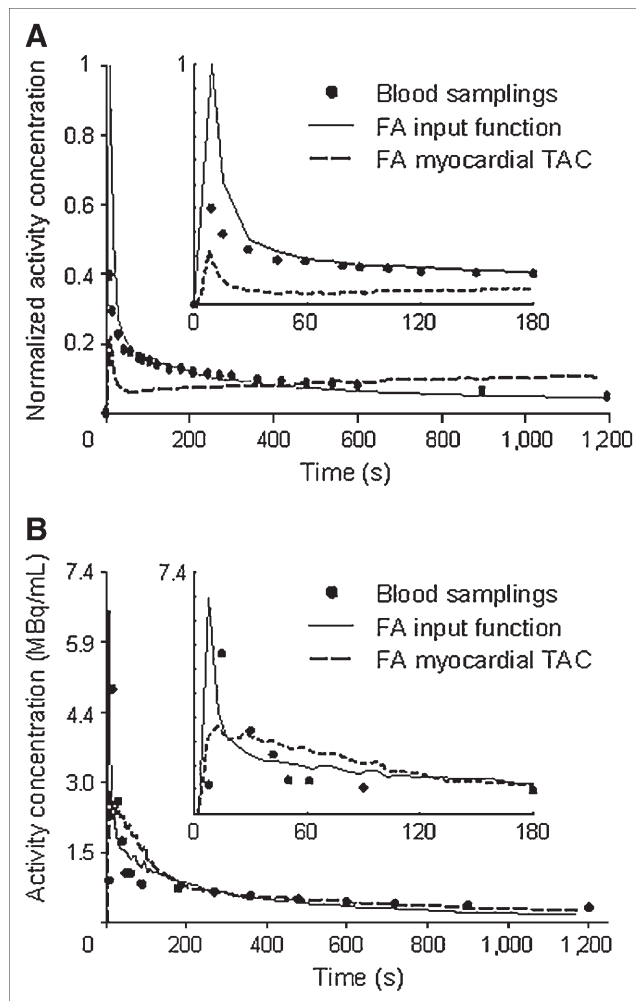 A
Normalized activity concentration
1
0.8
0.6
0.4
0.2
0
0 200 400 600 800 1,000 1,200
Time (s)
1
0 60 120 180
Blood samplings
FA input function
FA myocardial TAC
B
Activity concentration (MBq/mL)
7.4
5.9
4.4
3.0
1.5
0 200 400 600 800 1,000 1,200
Time (s)
7.4
0 60 120 180
Blood samplings
FA input function
FA myocardial TAC